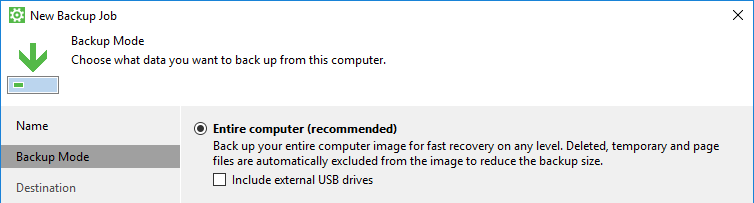 New Backup Job
Backup Mode
Choose what data you want to back up from this computer.
Name
Backup Mode
Destination
Entire computer (recommended)
Back up your entire computer image for fast recovery on any level. Deleted, temporary and page
files are automatically excluded from the image to reduce the backup size.
Include external USB drives